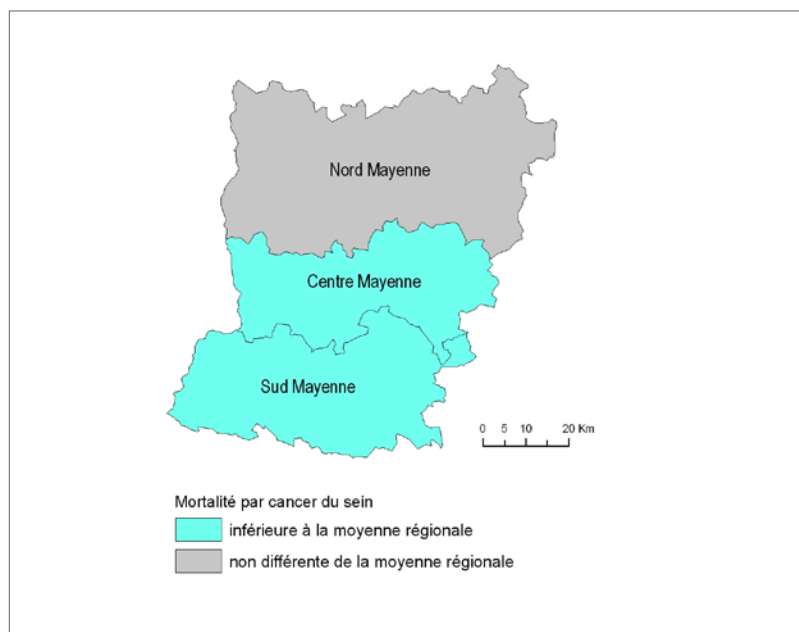 Nord Mayenne
Centre Mayenne
Sud Mayenne
0 5 10 20 Km
Mortalité par cancer du sein
inférieure à la moyenne régionale
non différente de la moyenne régionale